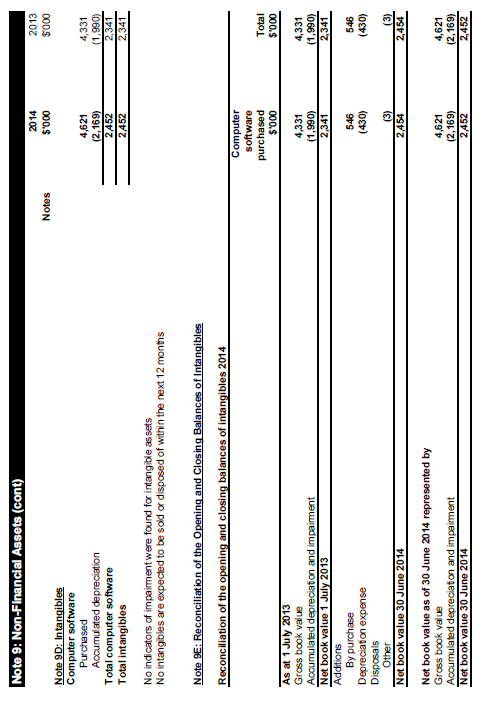 Note 9: Non-Financial Assets (cont)
2014 2013
Notes $'000 $'000
Note 9D: Intangibles
Computer software
Purchased 4,621 4,331
Accumulated depreciation (2,169) (1,990)
Total computer software 2,452 2,341
Total intangibles 2,452 2,341
No indicators of impairment were found for intangible assets
No intangibles are expected to be sold or disposed of within the next 12 months
Note 9E: Reconciliation of the Opening and Closing Balances of Intangibles
Reconciliation of the opening and closing balances of intangibles 2014
Computer
software
purchased Total
$'000 $'000
As at 1 July 2013
Gross book value 4,331 4,331
Accumulated depreciation and impairment (1,990) (1,990)
Net book value 1 July 2013 2,341 2,341
Additions
By purchase 546 546
Depreciation expense (430) (430)
Disposals
Other (3) (3)
Net book value 30 June 2014 2,454 2,454
Net book value as of 30 June 2014 represented by
Gross book value 4,621 4,621
Accumulated depreciation and impairment (2,169) (2,169)
Net book value 30 June 2014 2,452 2,452